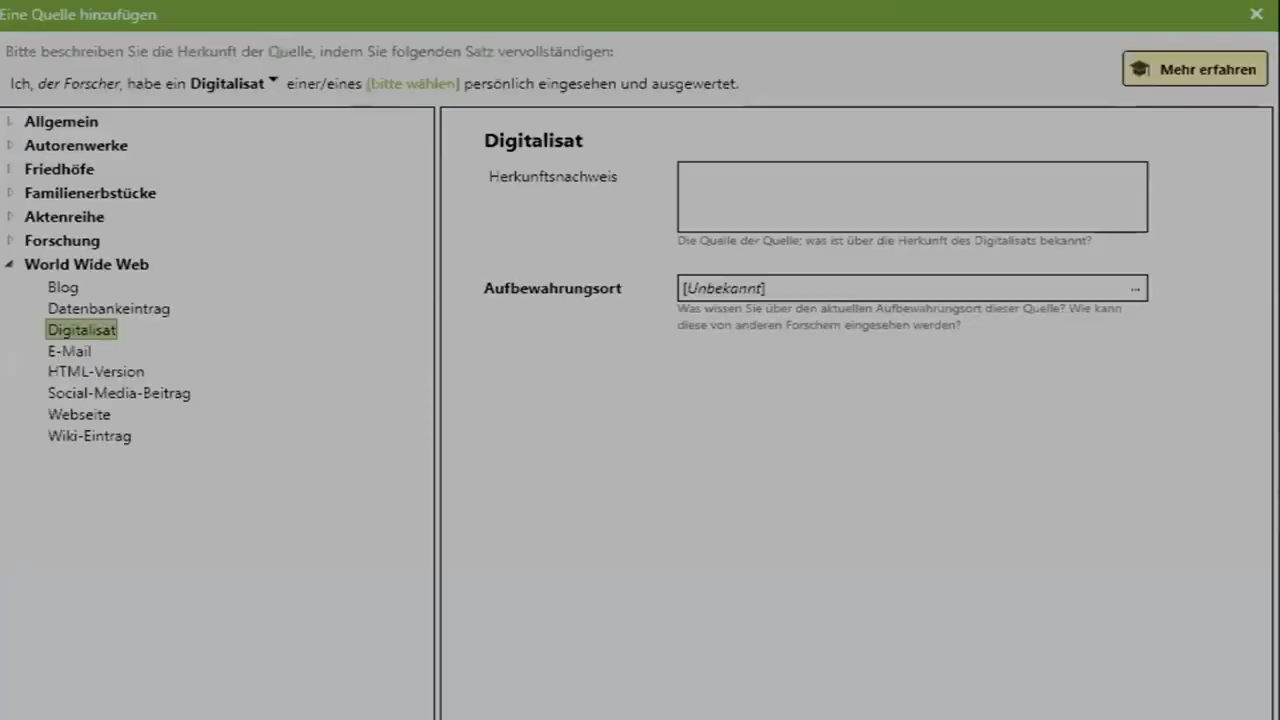 Eine Quelle hinzufügen
Bitte beschreiben Sie die Herkunft der Quelle, indem Sie folgenden Satz vervollständigen:
Ich, der Forscher, habe ein Digitalisat einer/eines [bitte wählen] persönlich eingesehen und ausgewertet.
Mehr erfahren
Allgemein
Autorenwerke
Friedhöfe
Familienerbstücke
Aktenreihe
Forschung
World Wide Web
Blog
Datenbankeintrag
Digitalisat
E-Mail
HTML-Version
Social-Media-Beitrag
Webseite
Wiki-Eintrag
Digitalisat
Herkunftsnachweis
Die Quelle der Quelle: was ist über die Herkunft des Digitalisats bekannt?
Aufbewahrungsort
[Unbekannt] ...
Was wissen Sie über den aktuellen Aufbewahrungsort dieser Quelle? Wie kann
diese von anderen Forschern eingesehen werden?